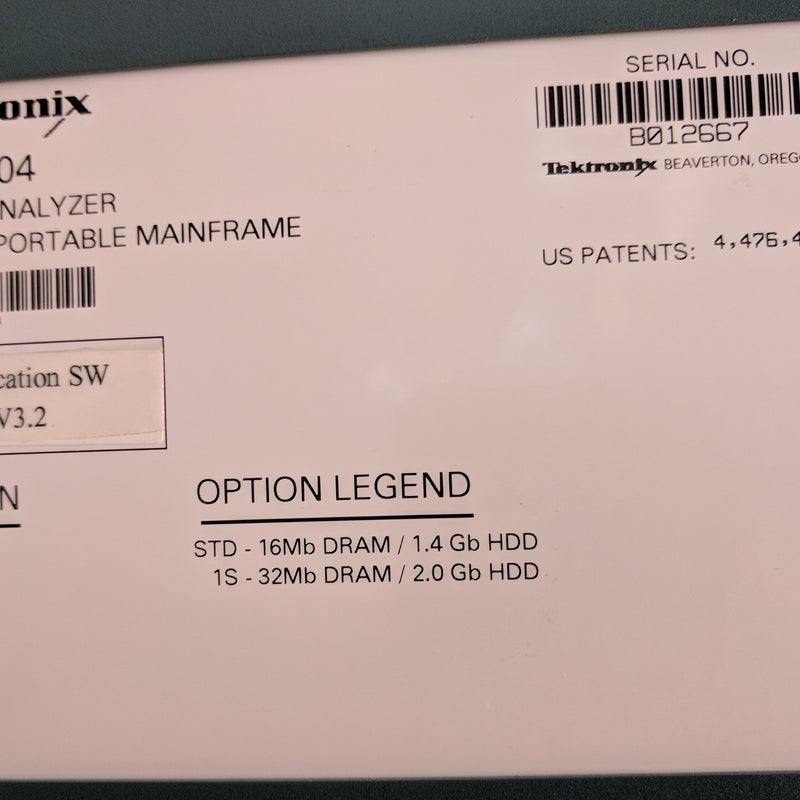 onix
04
NALYZER
PORTABLE MAINFRAME
cation SW
V3.2
N
SERIAL NO.
B012667
Tektronix BEAVERTON, OREG
US PATENTS: 4,476,4
OPTION LEGEND
STD - 16Mb DRAM / 1.4 Gb HDD
1S - 32Mb DRAM / 2.0 Gb HDD